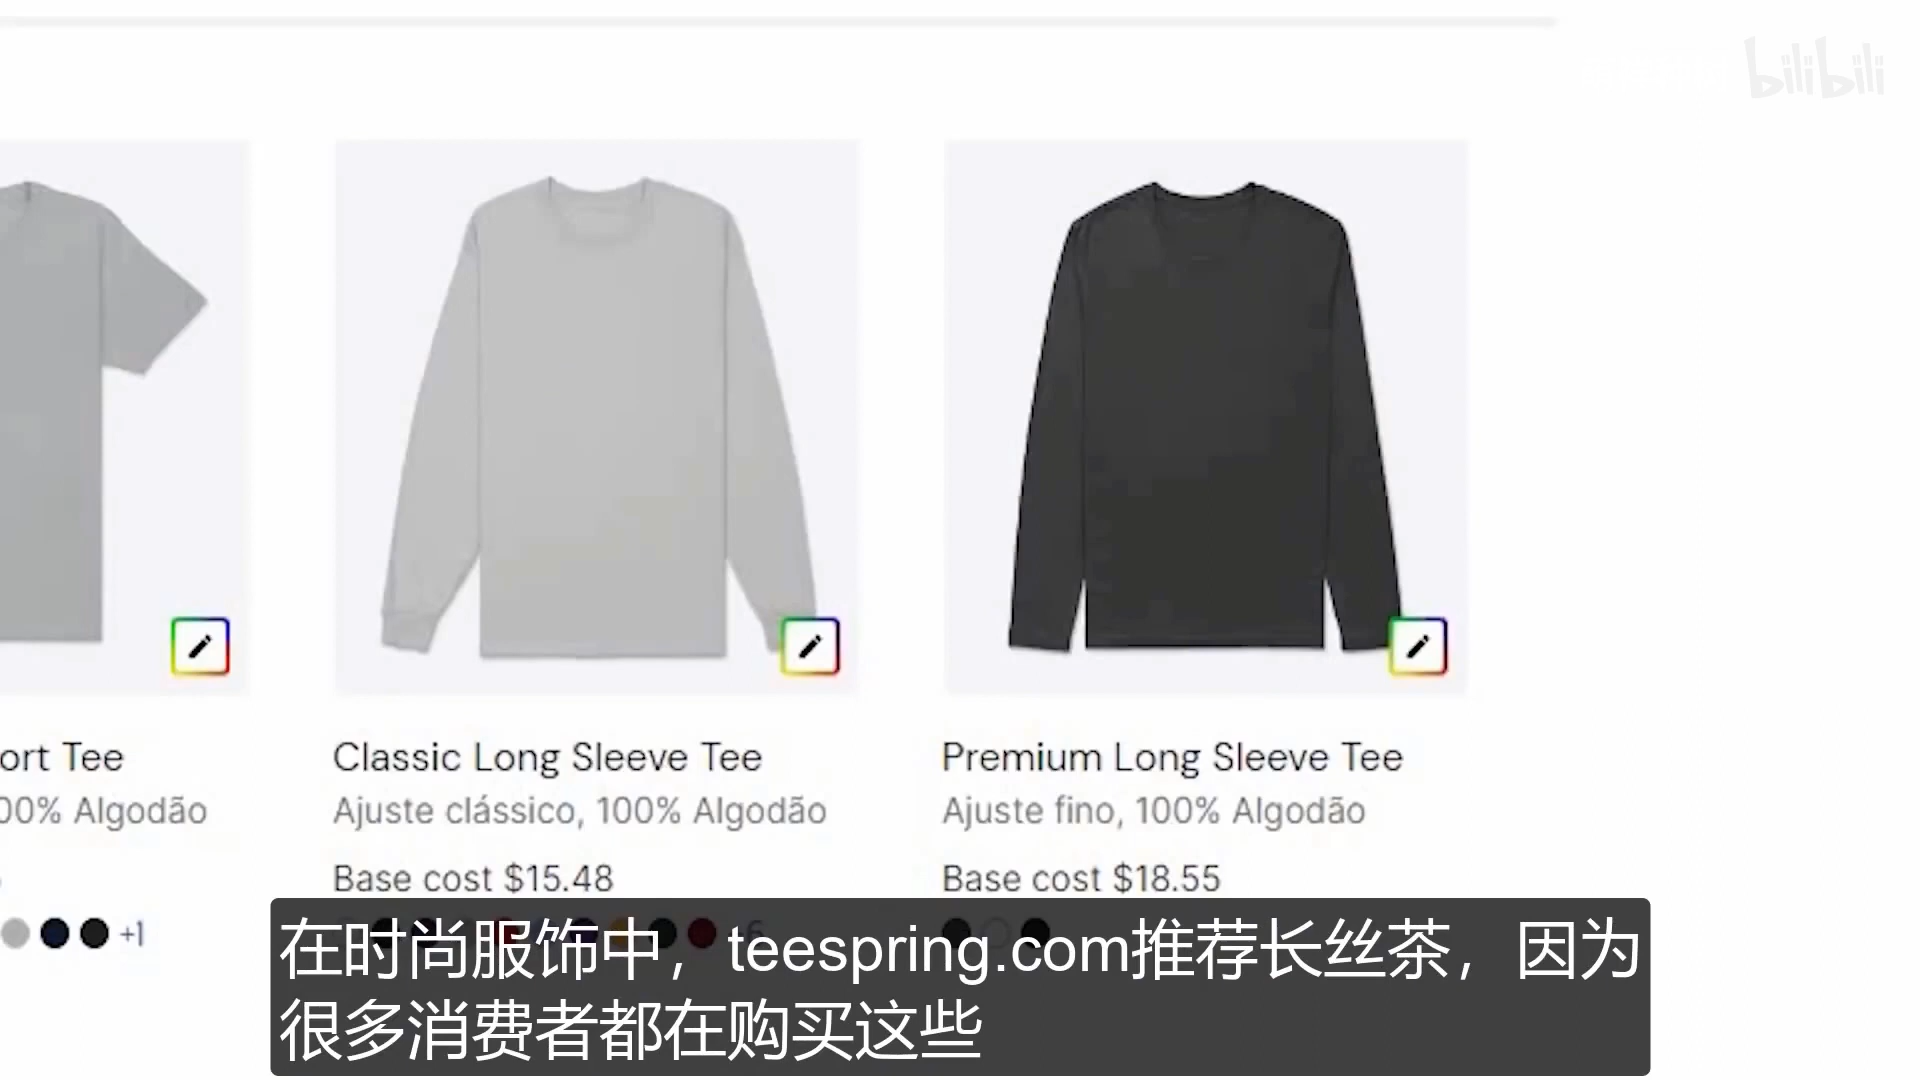 bilibili
ort Tee
00% Algodão
+1
Classic Long Sleeve Tee
Ajuste clássico, 100% Algodão
Base cost $15.48
+6
Premium Long Sleeve Tee
Ajuste fino, 100% Algodão
Base cost $18.55
在时尚服饰中，teespring.com推荐长丝茶，因为
很多消费者都在购买这些